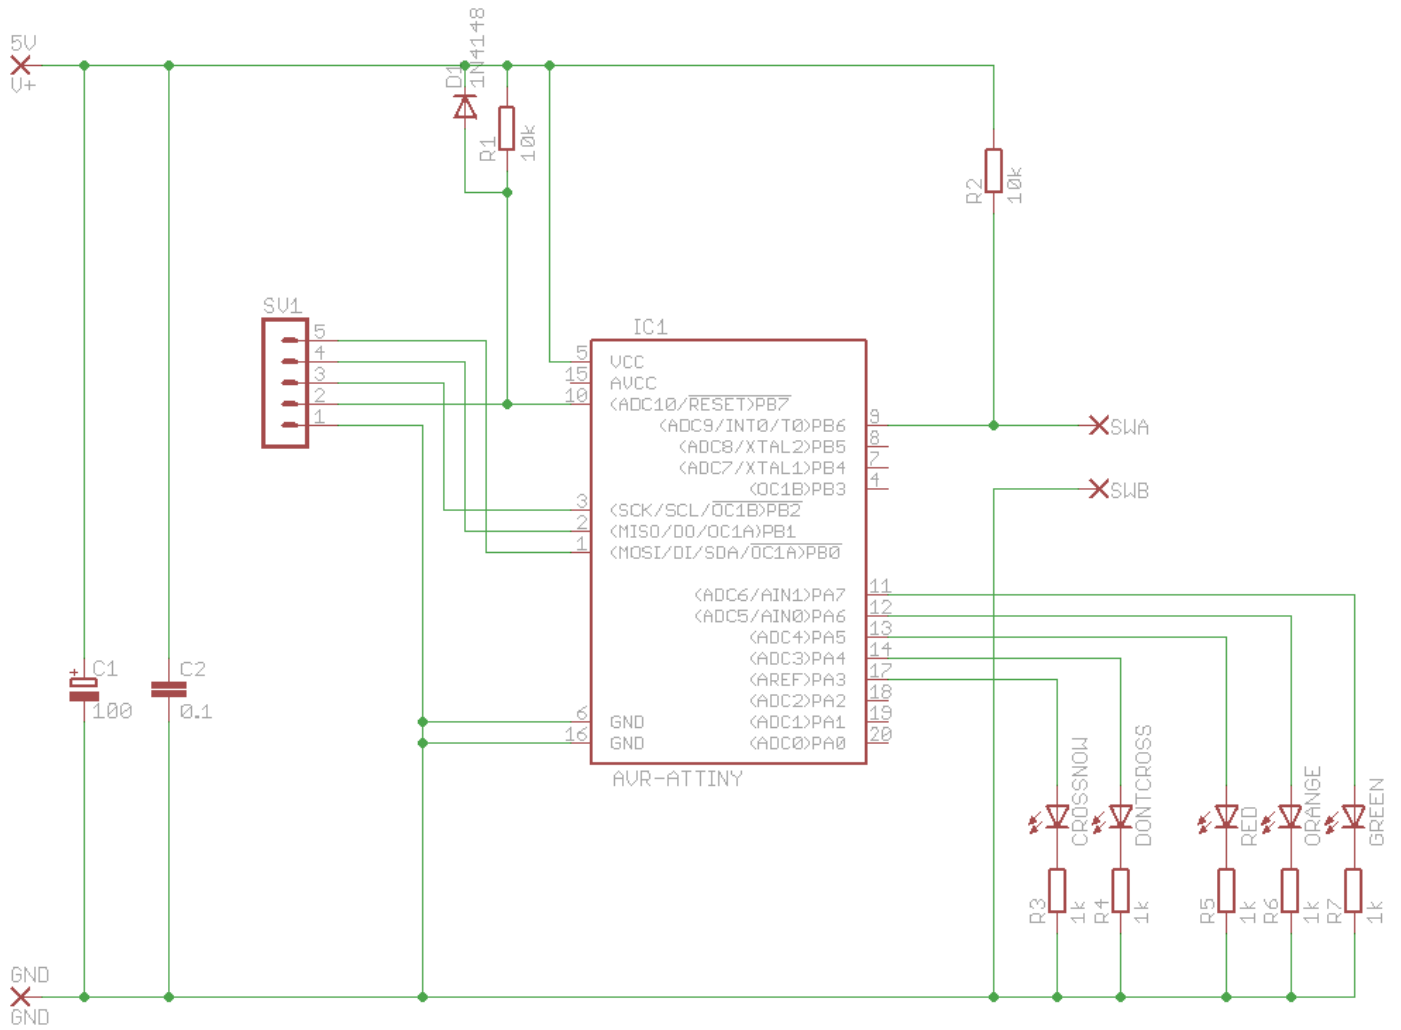 5V
V+
D1
1N4148
R1
10k
R2
10k
SV1
5
4
3
2
1
IC1
5 VCC
15 AVCC
10 (ADC10/RESET)PB7
(ADC9/INT0/T0)PB6 9
(ADC8/XTAL2)PB5 8
(ADC7/XTAL1)PB4 7
(OC1B)PB3 4
3 (SCK/SCL/OC1B)PB2
2 (MISO/DO/OC1A)PB1
1 (MOSI/DI/SDA/OC1A)PB0
(ADC6/AIN1)PA7 11
(ADC5/AIN0)PA6 12
(ADC4)PA5 13
(ADC3)PA4 14
(AREF)PA3 17
(ADC2)PA2 18
6 GND (ADC1)PA1 19
16 GND (ADC0)PA0 20
AVR-ATTINY
SWA
SWB
+ C1
100
C2
0.1
CROSSNOW
DONTCROSS
RED
ORANGE
GREEN
R3
1k
R4
1k
R5
1k
R6
1k
R7
1k
GND
GND